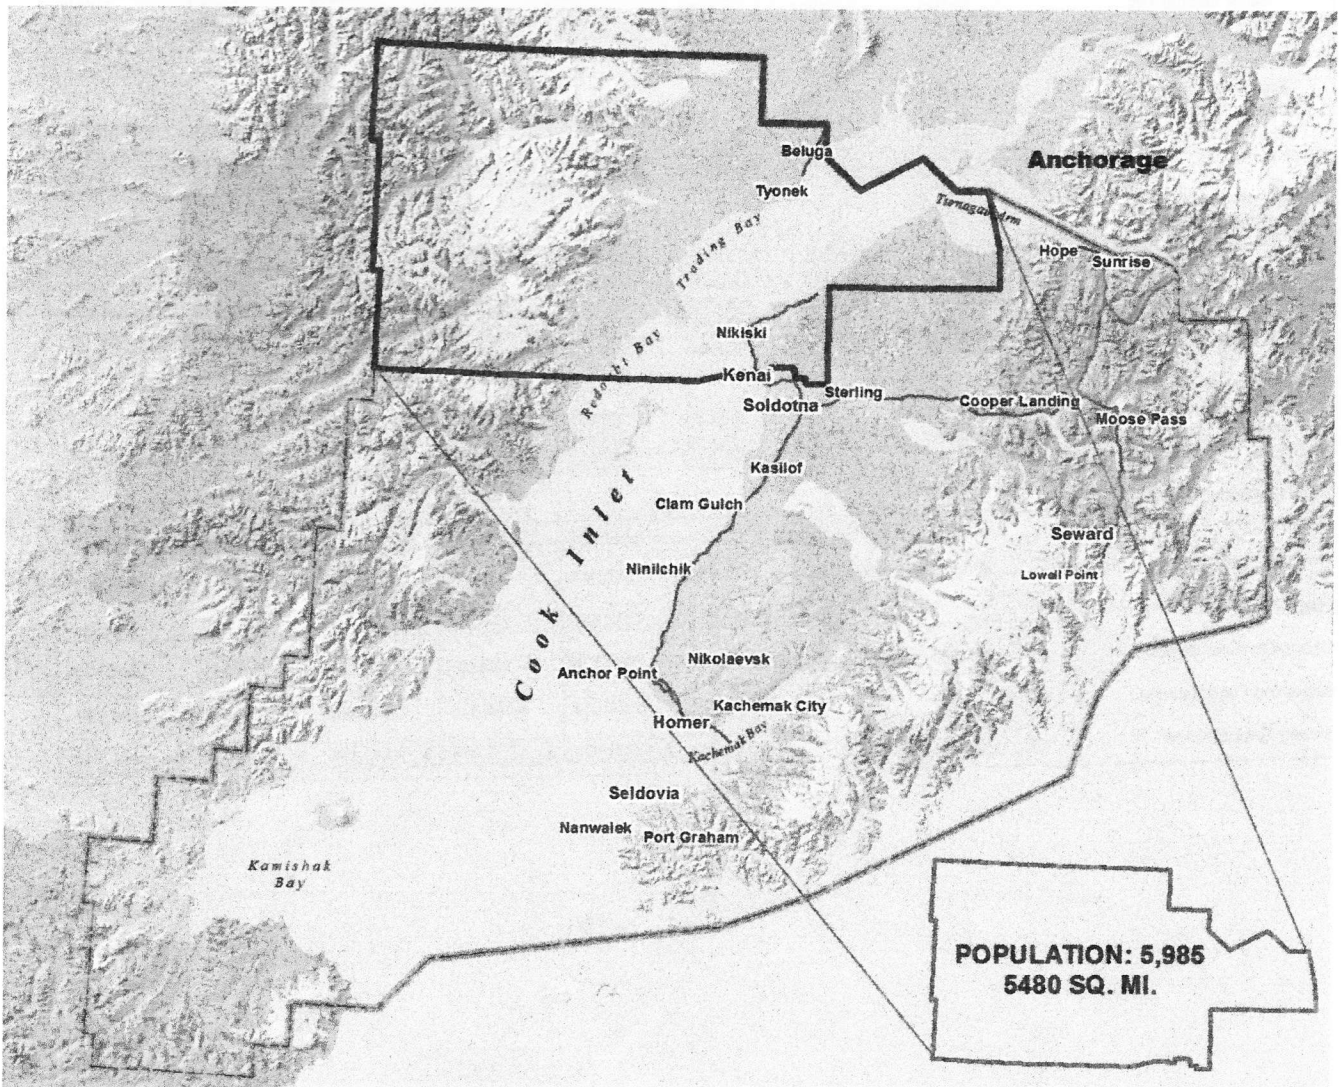 Beluga
Anchorage
Tyonek
Turnagain Arm
Trading Bay
Hope
Sunrise
Nikiski
Redoubt Bay
Kenai
Sterling
Soldotna
Cooper Landing
Moose Pass
Kasilof
Clam Gulch
Cook Inlet
Seward
Ninilchik
Lowell Point
Nikolaevsk
Anchor Point
Kachemak City
Homer
Kachemak Bay
Seldovia
Nanwalek
Port Graham
Kamishak
Bay
POPULATION: 5,985
5480 SQ. MI.